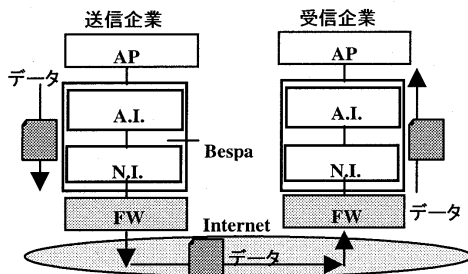 送信企業
受信企業
AP
AP
データ
A.I.
A.I.
Bespa
N.I.
N.I.
データ
FW
Internet
FW
データ